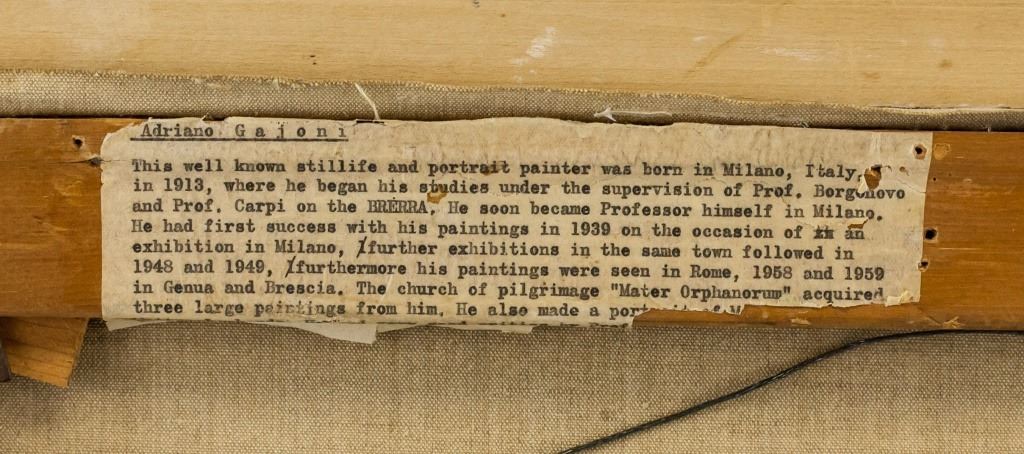 Adriano G a j o n i
This well known stillife and portrait painter was born in Milano, Italy,
in 1913, where he began his studies under the supervision of Prof. Borgonovo
and Prof. Carpi on the BRERRA. He soon became Professor himself in Milano.
He had first success with his paintings in 1939 on the occasion of an
exhibition in Milano, /further exhibitions in the same town followed in
1948 and 1949, /furthermore his paintings were seen in Rome, 1958 and 1959
in Genua and Brescia. The church of pilgrimage "Mater Orphanorum" acquired
three large paintings from him. He also made a portrait of